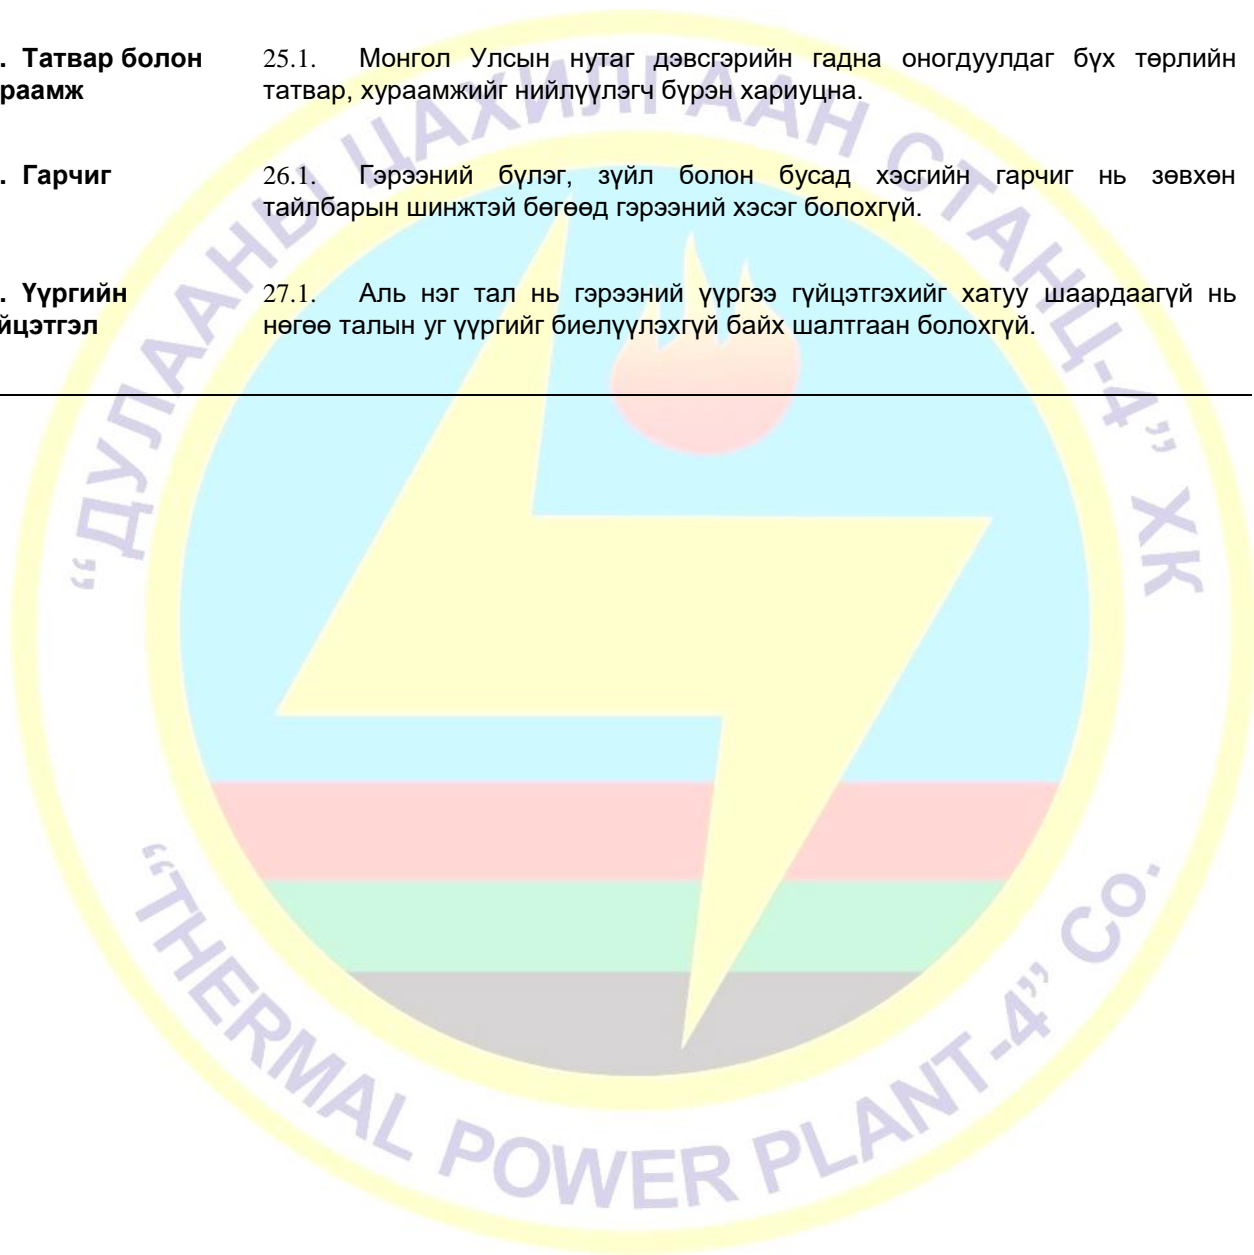 . Татвар болон
раамж
25.1. Монгол Улсын нутаг дэвсгэрийн гадна оногдуулдаг бүх төрлийн
татвар, хураамжийг нийлүүлэгч бүрэн хариуцна.
. Гарчиг
26.1. Гэрээний бүлэг, зүйл болон бусад хэсгийн гарчиг нь зөвхөн
тайлбарын шинжтэй бөгөөд гэрээний хэсэг болохгүй.
. Үүргийн
йцэтгэл
27.1. Аль нэг тал нь гэрээний үүргээ гүйцэтгэхийг хатуу шаардаагүй нь
нөгөө талын уг үүргийг биелүүлэхгүй байх шалтгаан болохгүй.
“ДУЛААНЫ ЦАХИЛГААН СТАНЦ-4” ХК
“THERMAL POWER PLANT-4” Co.